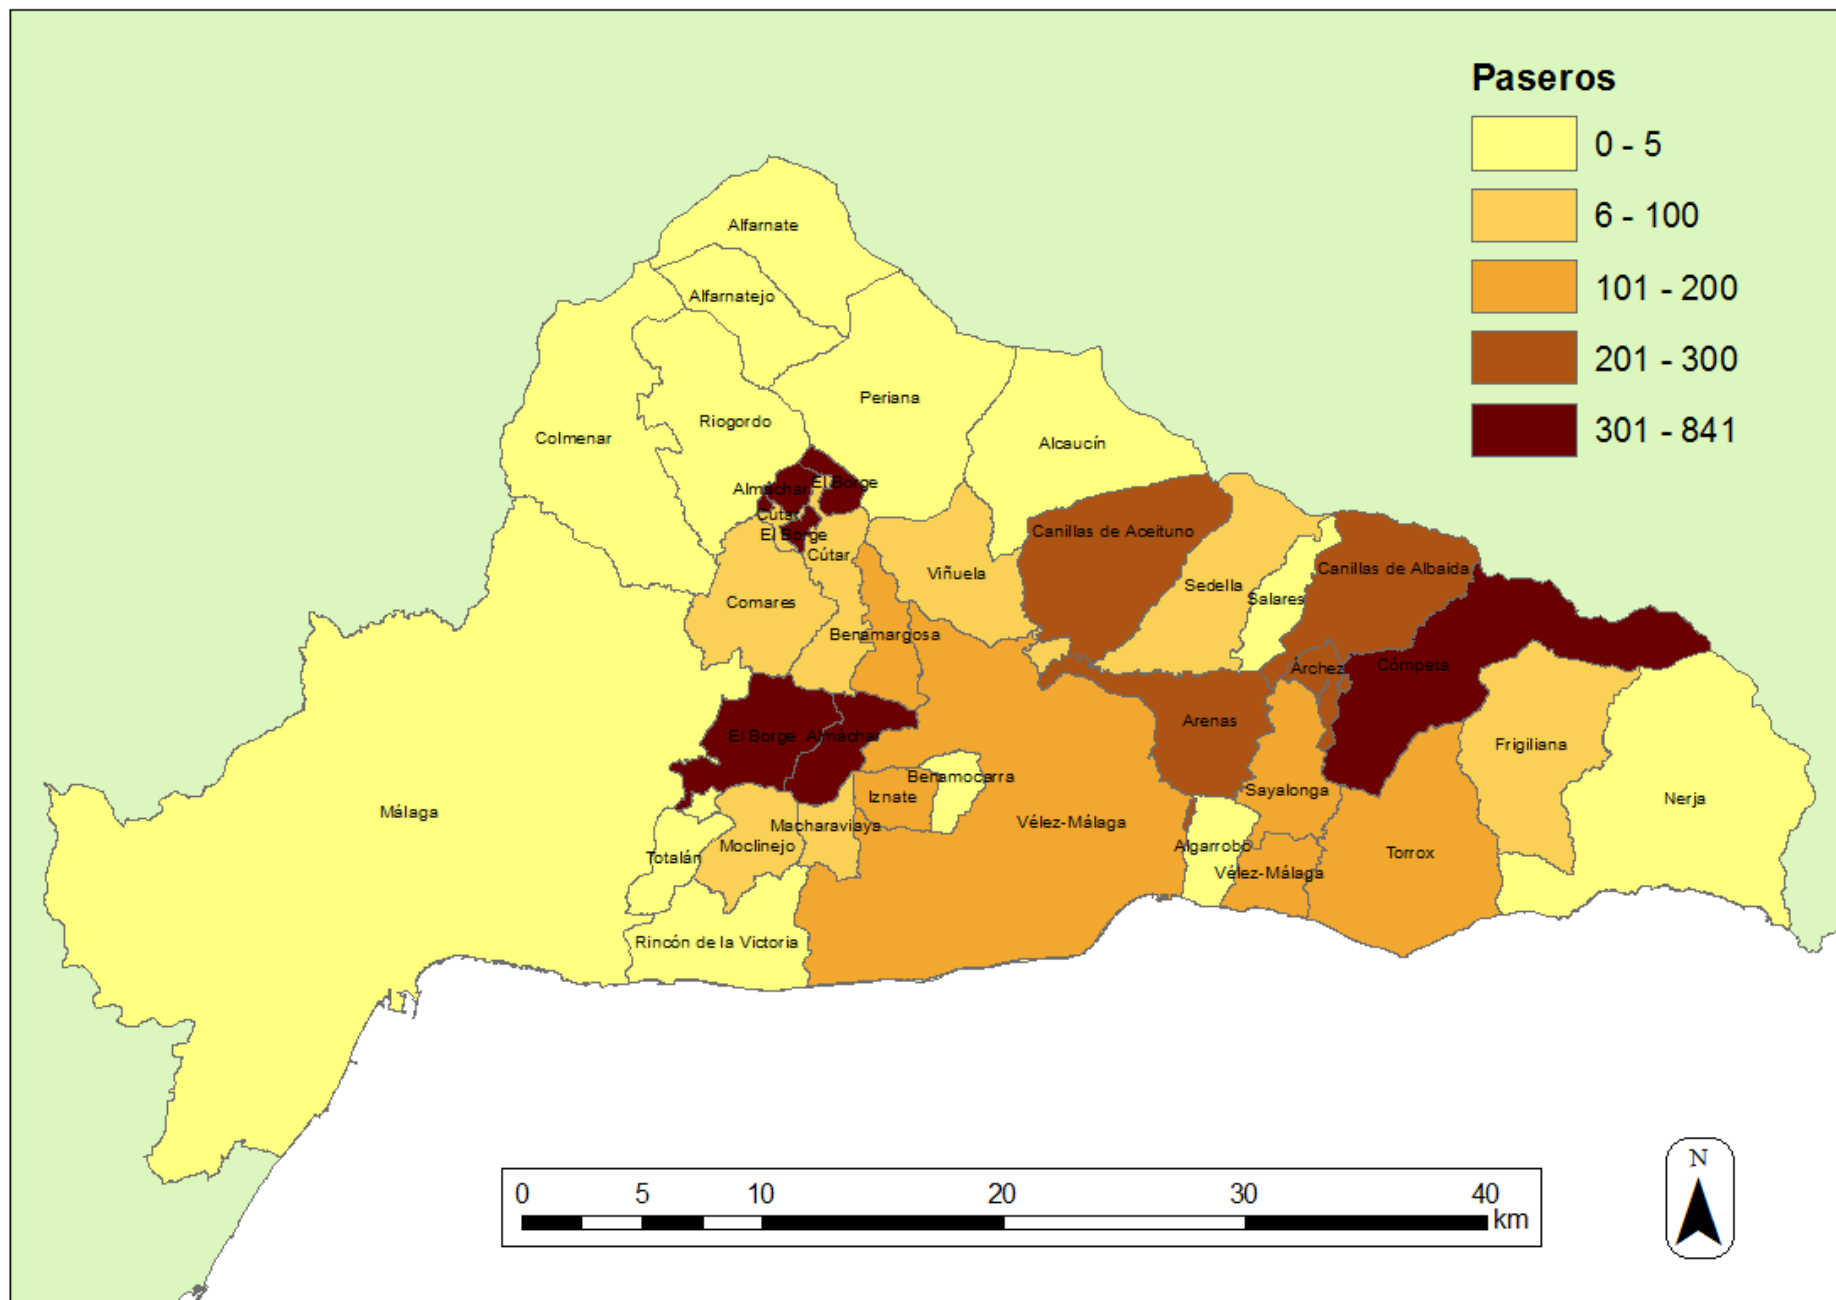 Paseros
0 - 5
6 - 100
101 - 200
201 - 300
301 - 841
Alfarnate
Alfarnatejo
Periana
Riogordo
Colmenar
Alcaucín
El Borge
Almáchar
Cútar
El Borge
Cútar
Canillas de Aceituno
Viñuela
Sedella
Canillas de Albaida
Salares
Comares
Benamargosa
Árchez
Cómpeta
Arenas
El Borge
Almáchar
Frigiliana
Benamocarra
Iznate
Sayalonga
Nerja
Málaga
Macharaviaya
Vélez-Málaga
Moclinejo
Algarrobo
Torrox
Totalán
Vélez-Málaga
Rincón de la Victoria
N
0 5 10 20 30 40
km